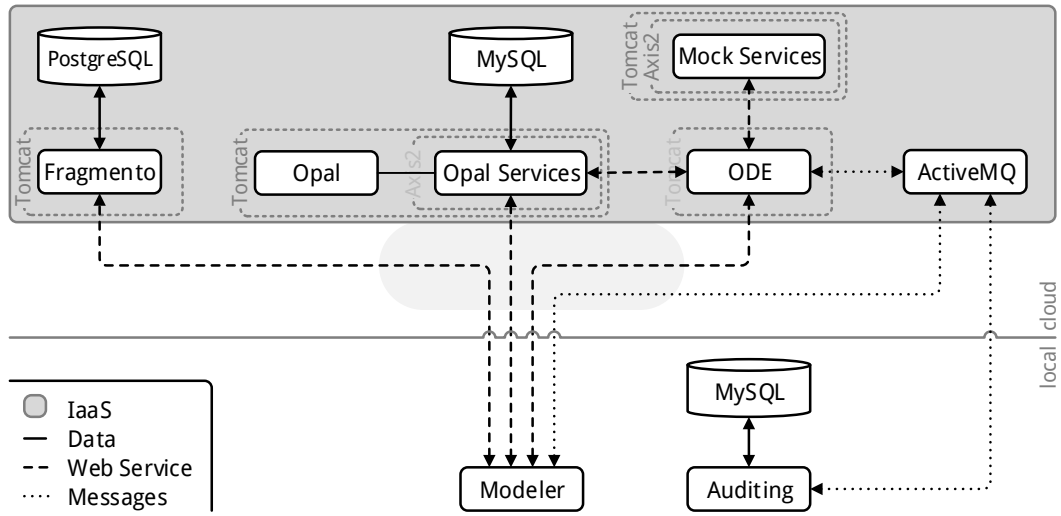 PostgreSQL
MySQL
Tomcat
Axis2
Mock Services
Tomcat
Fragmento
Tomcat
Opal
Axis2
Opal Services
Tomcat
ODE
ActiveMQ
cloud
local
MySQL
IaaS
Data
Web Service
Messages
Modeler
Auditing